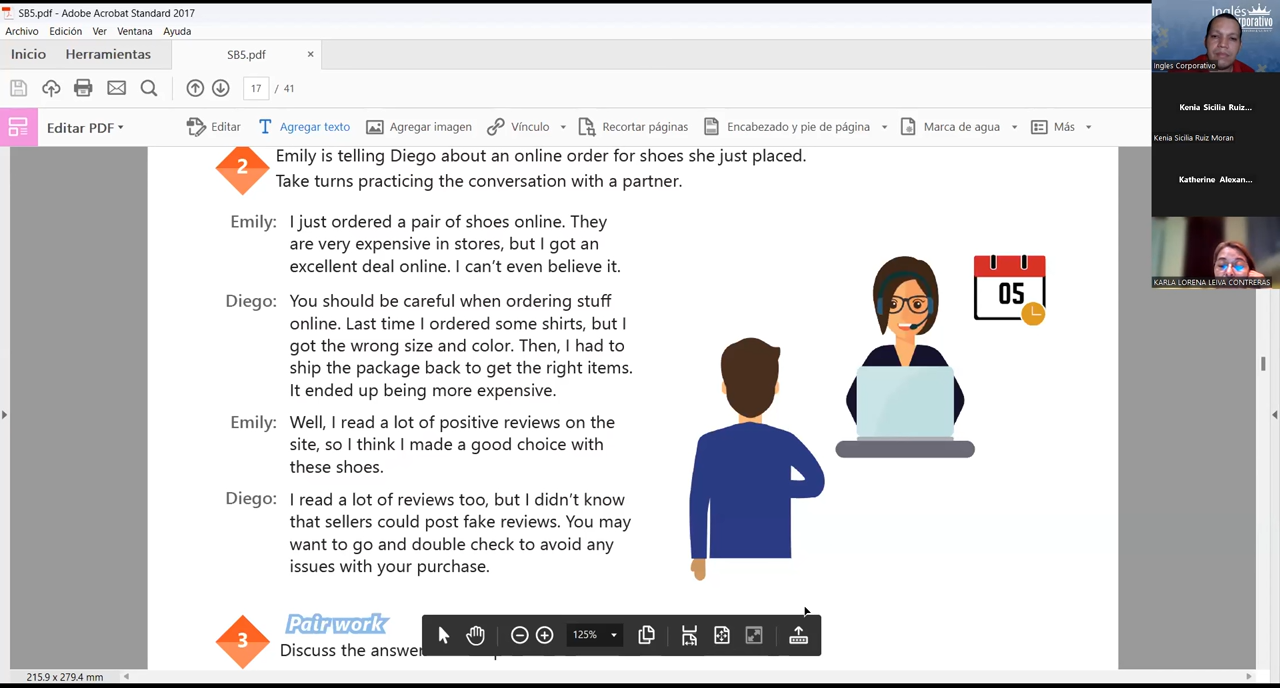 SB5.pdf - Adobe Acrobat Standard 2017
Archivo Edición Ver Ventana Ayuda
Inicio Herramientas SB5.pdf ×
17 / 41
Editar PDF Editar Agregar texto Agregar imagen Vínculo Recortar páginas Encabezado y pie de página Marca de agua Más
2
Emily is telling Diego about an online order for shoes she just placed.
Take turns practicing the conversation with a partner.
Emily: I just ordered a pair of shoes online. They
are very expensive in stores, but I got an
excellent deal online. I can't even believe it.
Diego: You should be careful when ordering stuff
online. Last time I ordered some shirts, but I
got the wrong size and color. Then, I had to
ship the package back to get the right items.
It ended up being more expensive.
Emily: Well, I read a lot of positive reviews on the
site, so I think I made a good choice with
these shoes.
Diego: I read a lot of reviews too, but I didn't know
that sellers could post fake reviews. You may
want to go and double check to avoid any
issues with your purchase.
05
3
Pair work
Discuss the answer
125%
215.9 x 279.4 mm
Inglés
Ingles Corporativo
Kenia Sicilia Ruiz...
Kenia Sicilia Ruiz Moran
Katherine Alexan...
KARLA LORENA LEIVA CONTRERAS